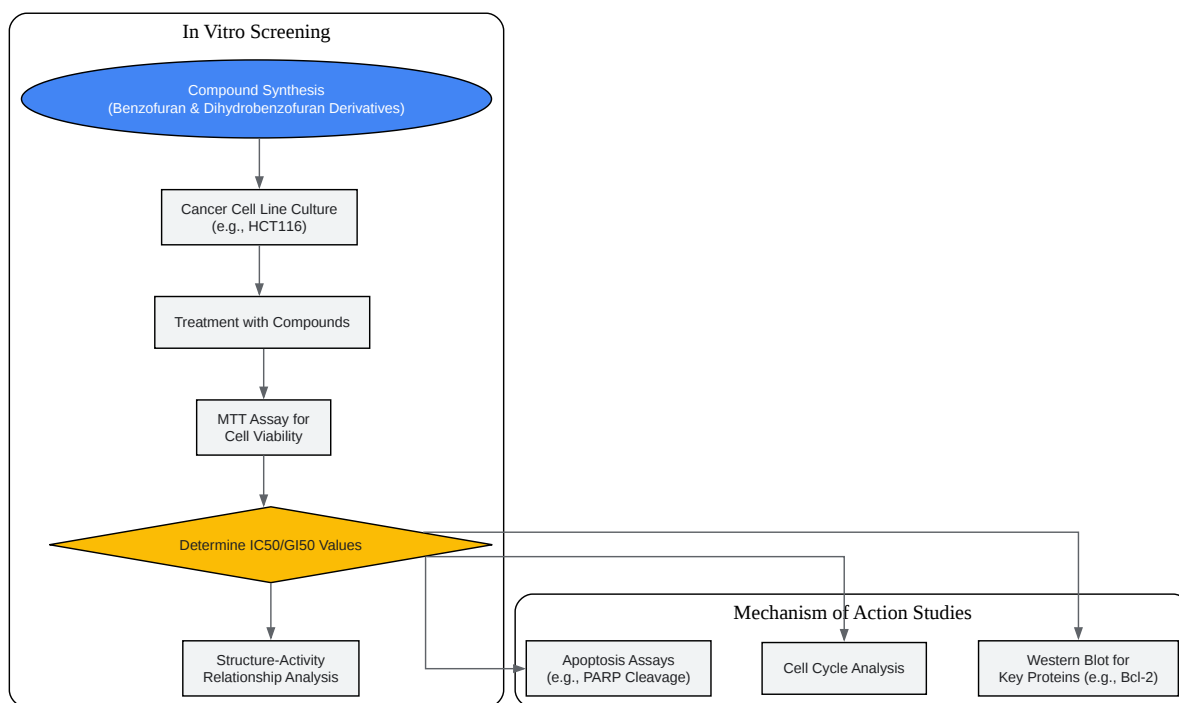 In Vitro Screening
Compound Synthesis
(Benzofuran & Dihydrobenzofuran Derivatives)
Cancer Cell Line Culture
(e.g., HCT116)
Treatment with Compounds
MTT Assay for
Cell Viability
Determine IC50/GI50 Values
Structure-Activity
Relationship Analysis
Mechanism of Action Studies
Apoptosis Assays
(e.g., PARP Cleavage)
Cell Cycle Analysis
Western Blot for
Key Proteins (e.g., Bcl-2)